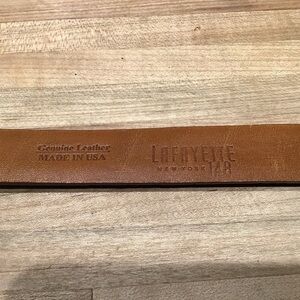 Genuine Leather
MADE IN USA
LAFAYETTE
NEW YORK 148